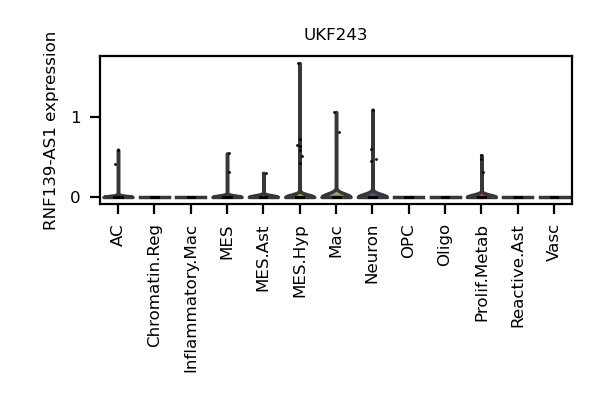 UKF243
RNF139-AS1 expression
1
0
AC
Chromatin.Reg
Inflammatory.Mac
MES
MES.Ast
MES.Hyp
Mac
Neuron
OPC
Oligo
Prolif.Metab
Reactive.Ast
Vasc